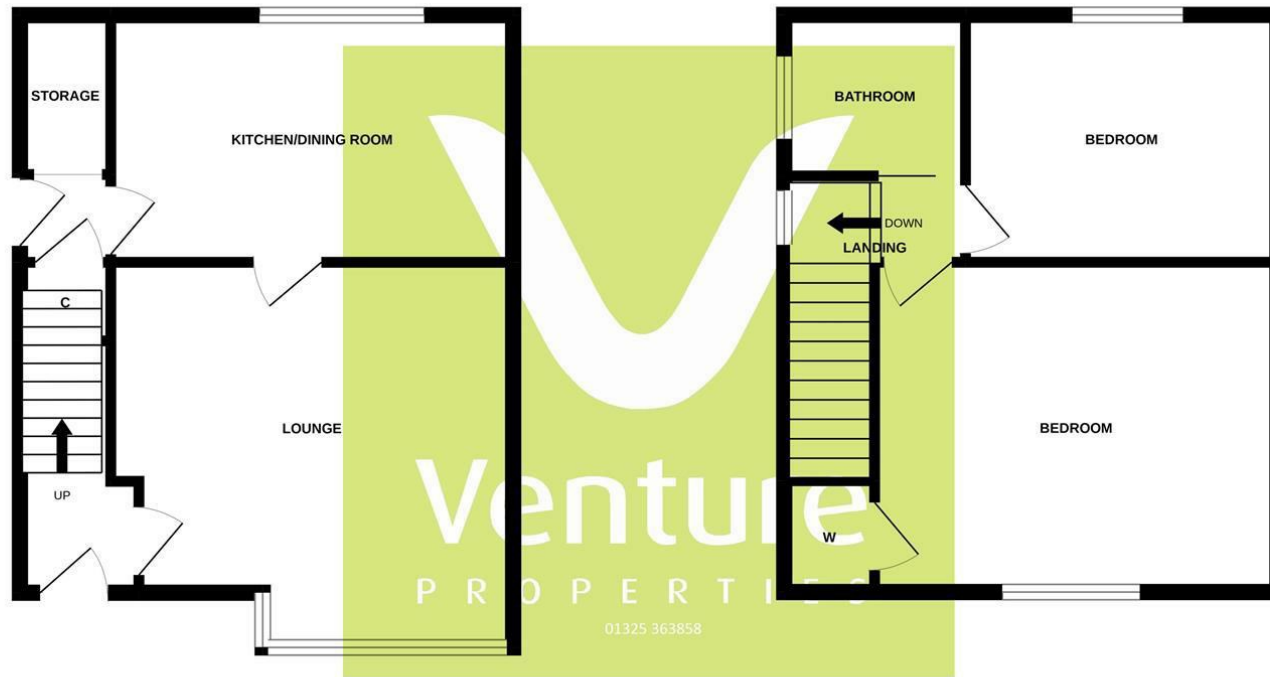 STORAGE
KITCHEN/DINING ROOM
C
LOUNGE
UP
BATHROOM
BEDROOM
DOWN
LANDING
BEDROOM
W
Venture
PROPERTIES
01325 363858